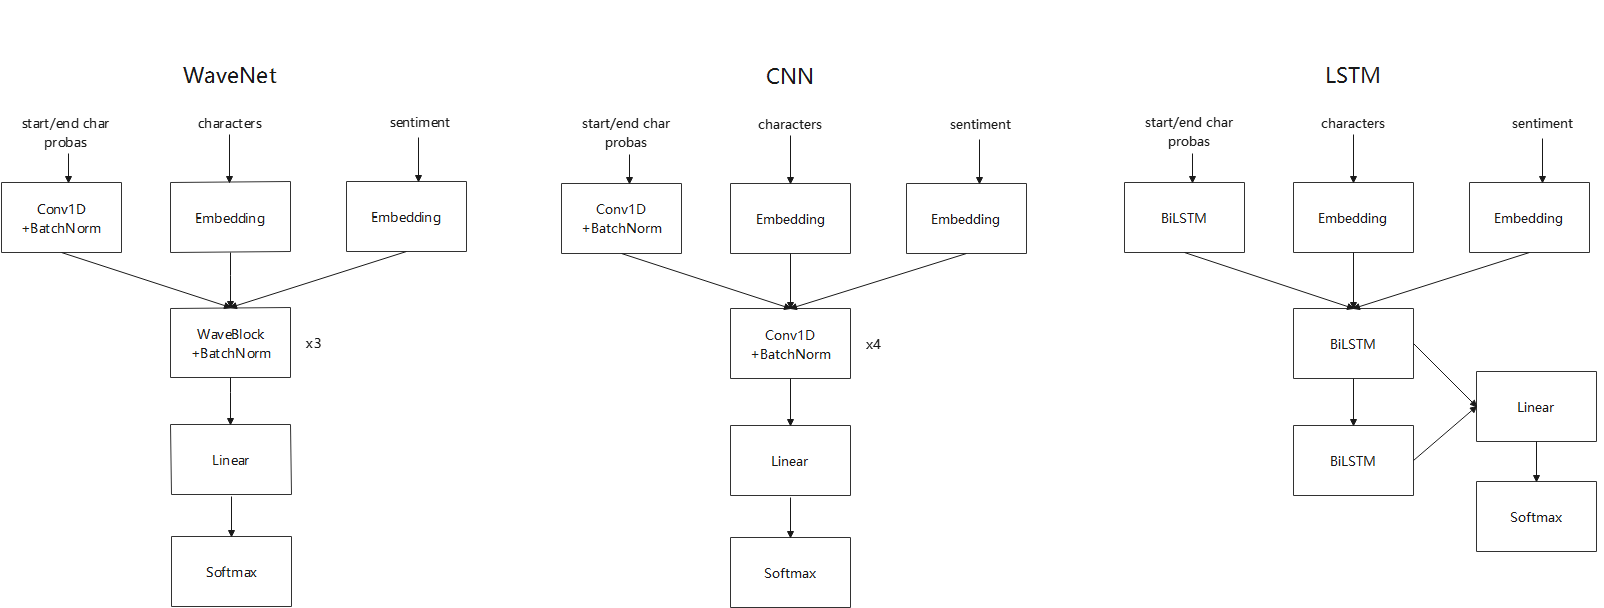 WaveNet
start/end char
probas
characters
sentiment
Conv1D
+BatchNorm
Embedding
Embedding
WaveBlock
+BatchNorm
x3
Linear
Softmax
CNN
start/end char
probas
characters
sentiment
Conv1D
+BatchNorm
Embedding
Embedding
Conv1D
+BatchNorm
x4
Linear
Softmax
LSTM
start/end char
probas
characters
sentiment
BiLSTM
Embedding
Embedding
BiLSTM
BiLSTM
Linear
Softmax